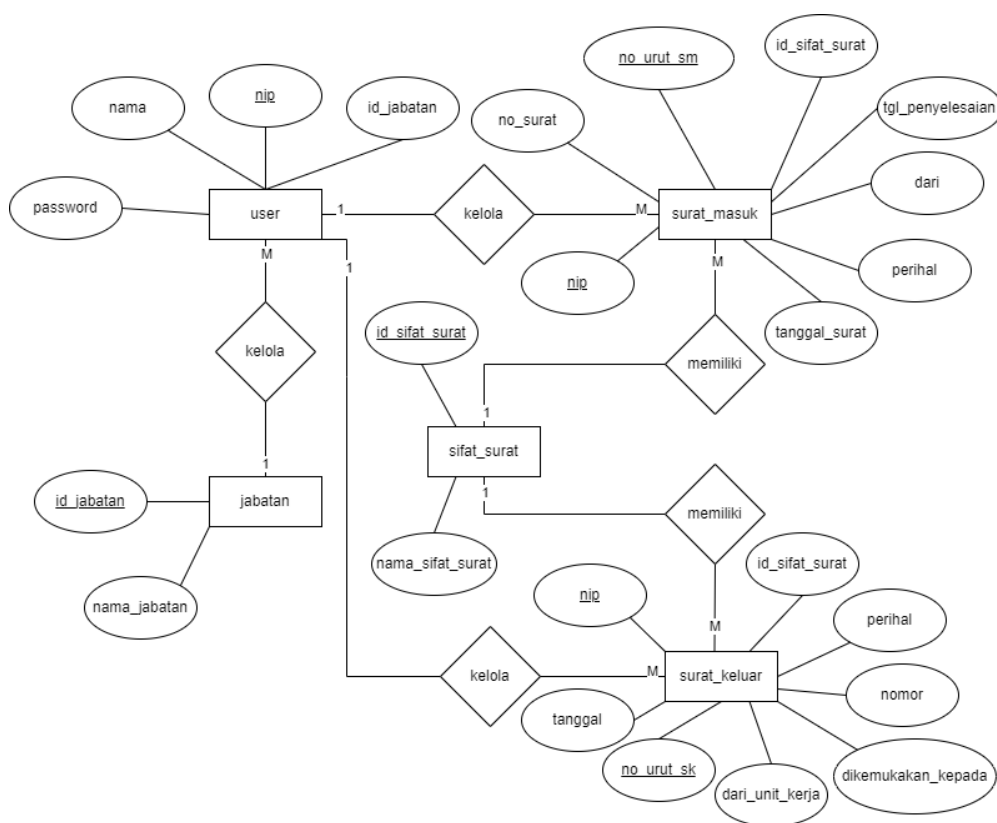 no_urut_sm
id_sifat_surat
nama
nip
id_jabatan
no_surat
tgl_penyelesaian
password
user
1
kelola
M
surat_masuk
dari
M
1
nip
M
perihal
id_sifat_surat
tanggal_surat
kelola
memiliki
1
sifat_surat
1
1
id_jabatan
jabatan
memiliki
nama_sifat_surat
id_sifat_surat
nip
nama_jabatan
perihal
M
kelola
M
surat_keluar
nomor
tanggal
no_urut_sk
dari_unit_kerja
dikemukakan_kepada